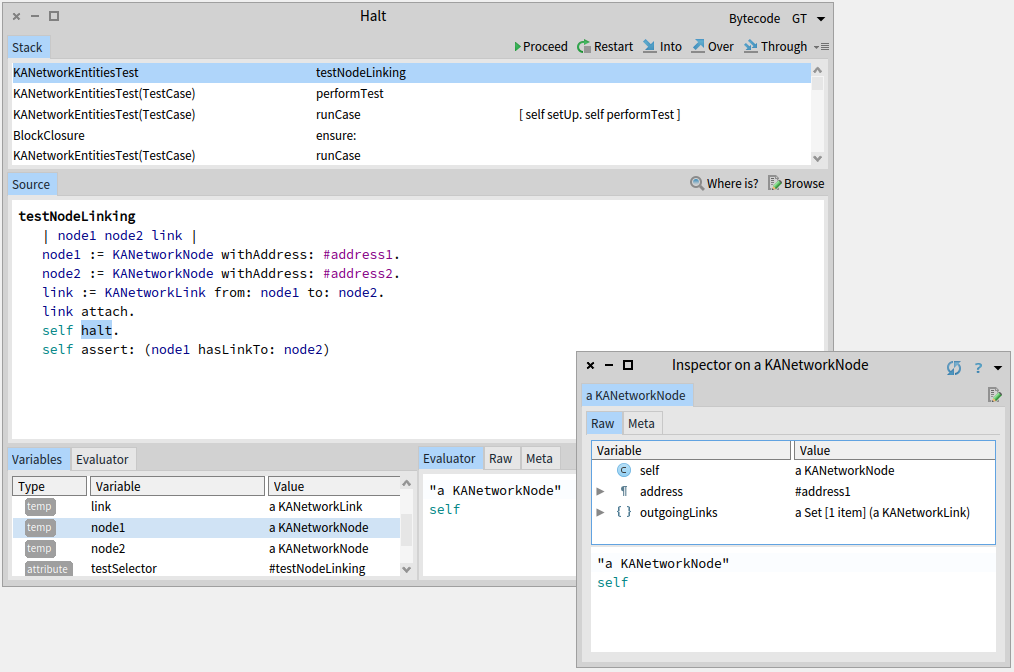 Halt
Bytecode GT
Stack Proceed Restart Into Over Through
KANetworkEntitiesTest testNodeLinking
KANetworkEntitiesTest(TestCase) performTest
KANetworkEntitiesTest(TestCase) runCase [ self setUp. self performTest ]
BlockClosure ensure:
KANetworkEntitiesTest(TestCase) runCase
Source Where is? Browse
testNodeLinking
| node1 node2 link |
node1 := KANetworkNode withAddress: #address1.
node2 := KANetworkNode withAddress: #address2.
link := KANetworkLink from: node1 to: node2.
link attach.
self halt.
self assert: (node1 hasLinkTo: node2)
Variables Evaluator
Type Variable Value
temp link a KANetworkLink
temp node1 a KANetworkNode
temp node2 a KANetworkNode
attribute testSelector #testNodeLinking
Evaluator Raw Meta
"a KANetworkNode"
self
Inspector on a KANetworkNode ?
a KANetworkNode
Raw Meta
Variable Value
C self a KANetworkNode
¶ address #address1
{ } outgoingLinks a Set [1 item] (a KANetworkLink)
"a KANetworkNode"
self